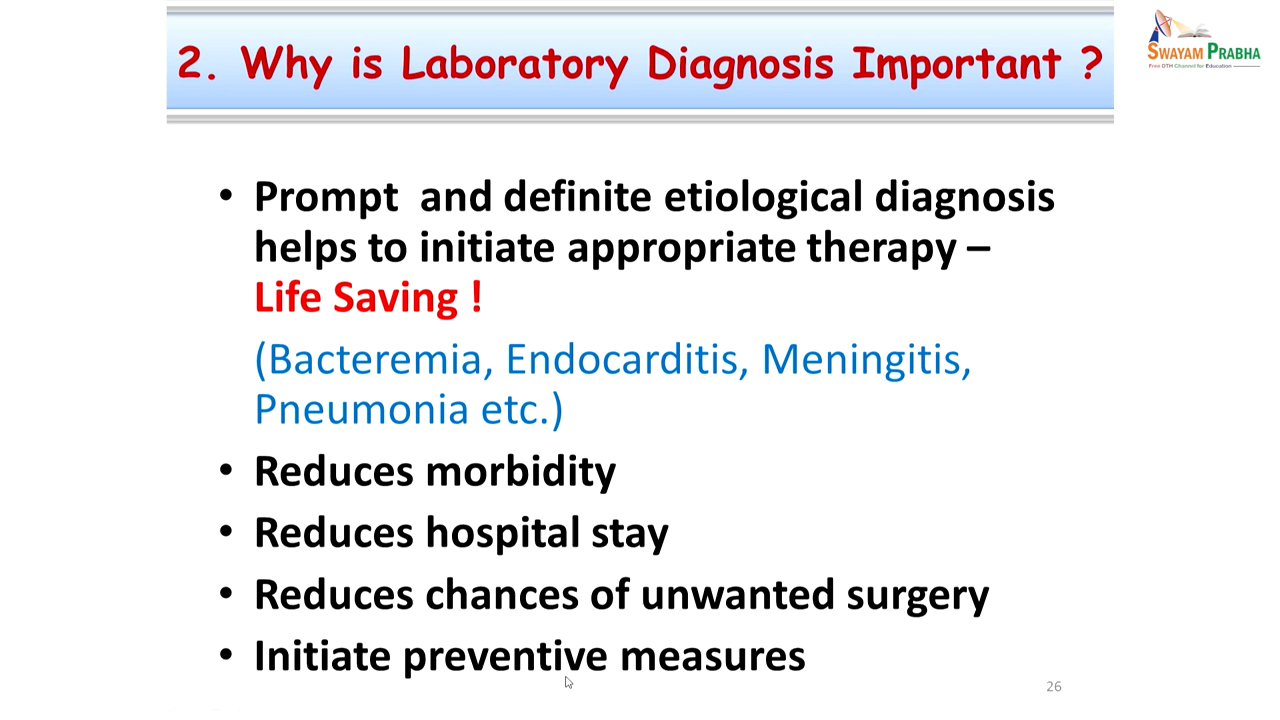 2. Why is Laboratory Diagnosis Important ?
SWAYAM PRABHA
Free DTH Channel for Education
• Prompt and definite etiological diagnosis
helps to initiate appropriate therapy –
Life Saving !
(Bacteremia, Endocarditis, Meningitis,
Pneumonia etc.)
• Reduces morbidity
• Reduces hospital stay
• Reduces chances of unwanted surgery
• Initiate preventive measures
26